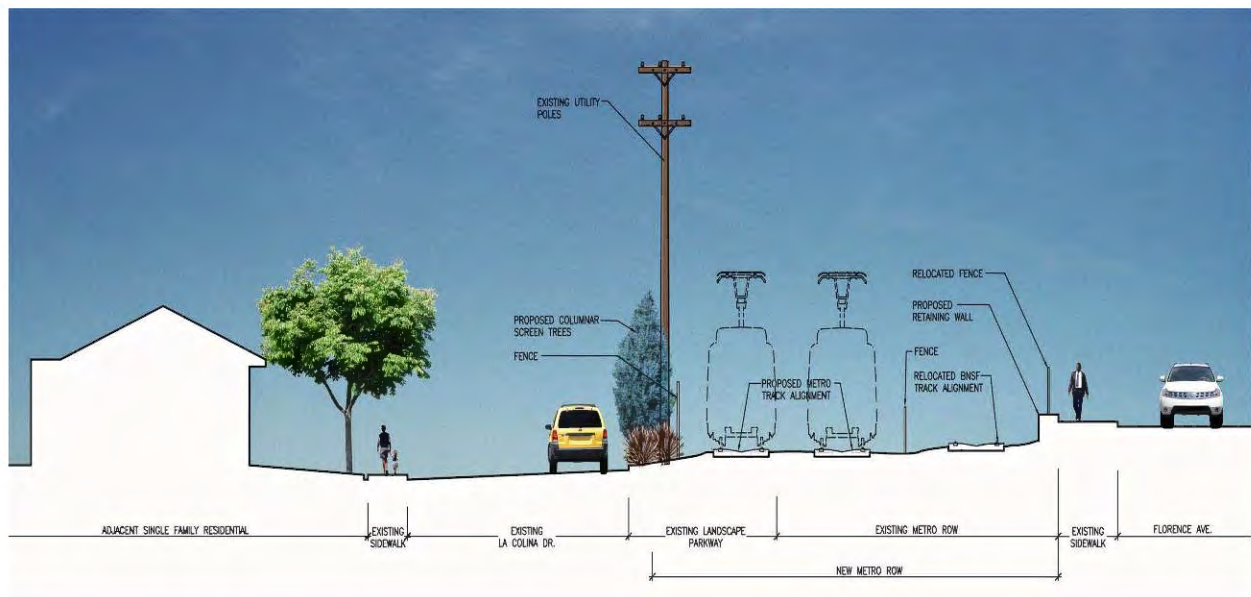 EXISTING UTILITY
POLES
PROPOSED COLUMNAR
SCREEN TREES
FENCE
PROPOSED METRO
TRACK ALIGNMENT
FENCE
RELOCATED FENCE
PROPOSED
RETAINING WALL
RELOCATED BNSF
TRACK ALIGNMENT
ADJACENT SINGLE FAMILY RESIDENTIAL
EXISTING
SIDEWALK
EXISTING
LA COLINA DR.
EXISTING LANDSCAPE
PARKWAY
EXISTING METRO ROW
EXISTING
SIDEWALK
FLORENCE AVE.
NEW METRO ROW